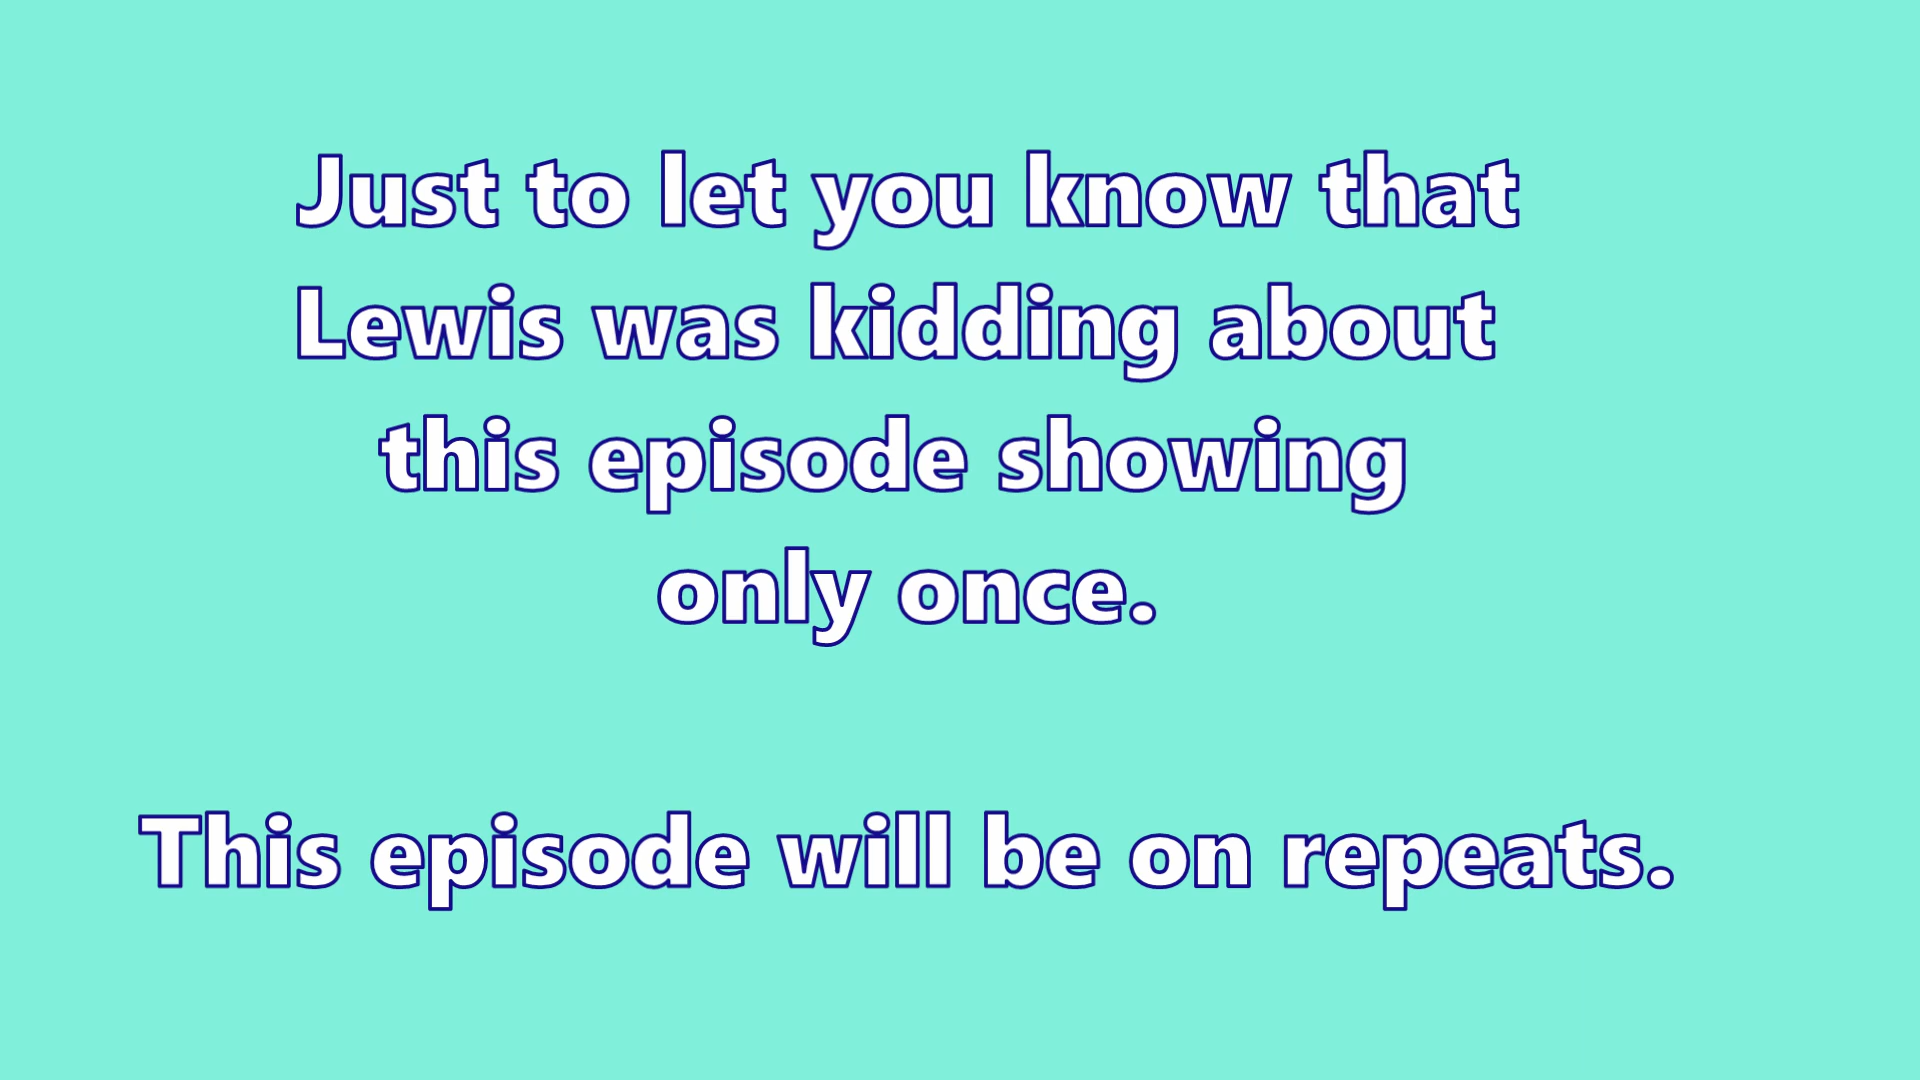 Just to let you know that
Lewis was kidding about
this episode showing
only once.
This episode will be on repeats.